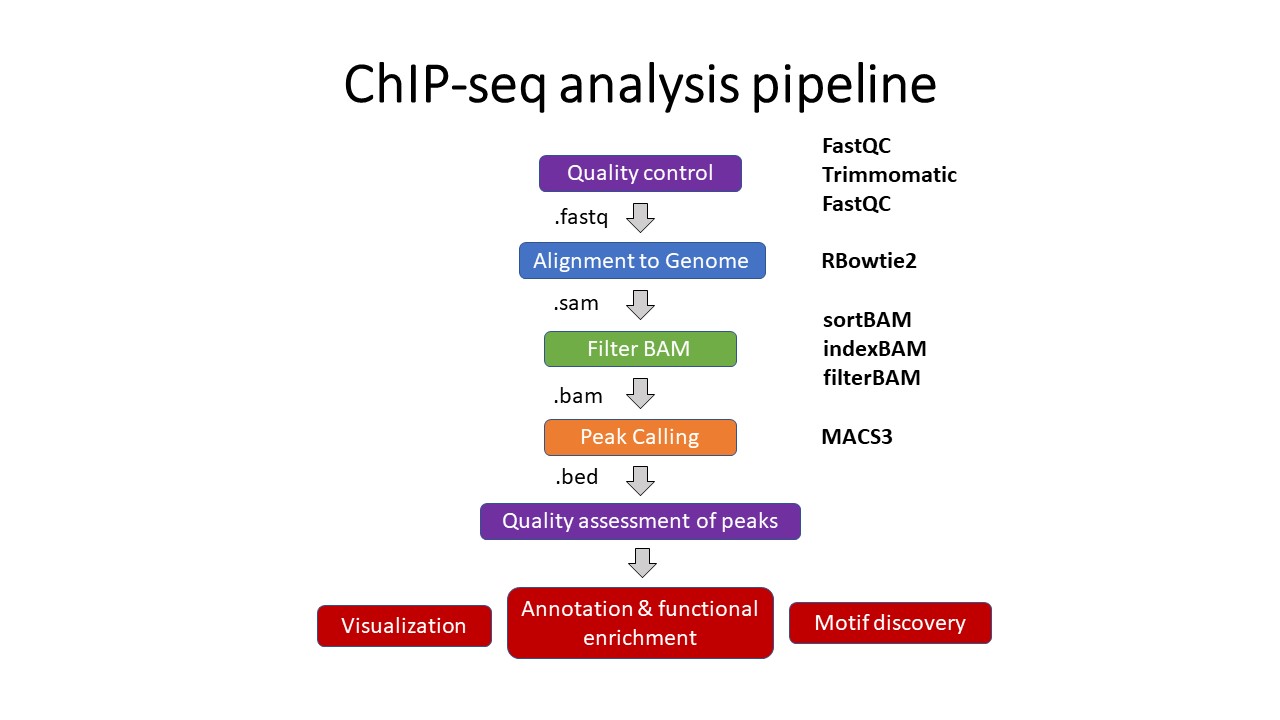 ChIP-seq analysis pipeline
FastQC
Quality control
Trimmomatic
FastQC
.fastq
Alignment to Genome
RBowtie2
.sam
sortBAM
Filter BAM
indexBAM
filterBAM
.bam
Peak Calling
MACS3
.bed
Quality assessment of peaks
Visualization
Annotation & functional
enrichment
Motif discovery